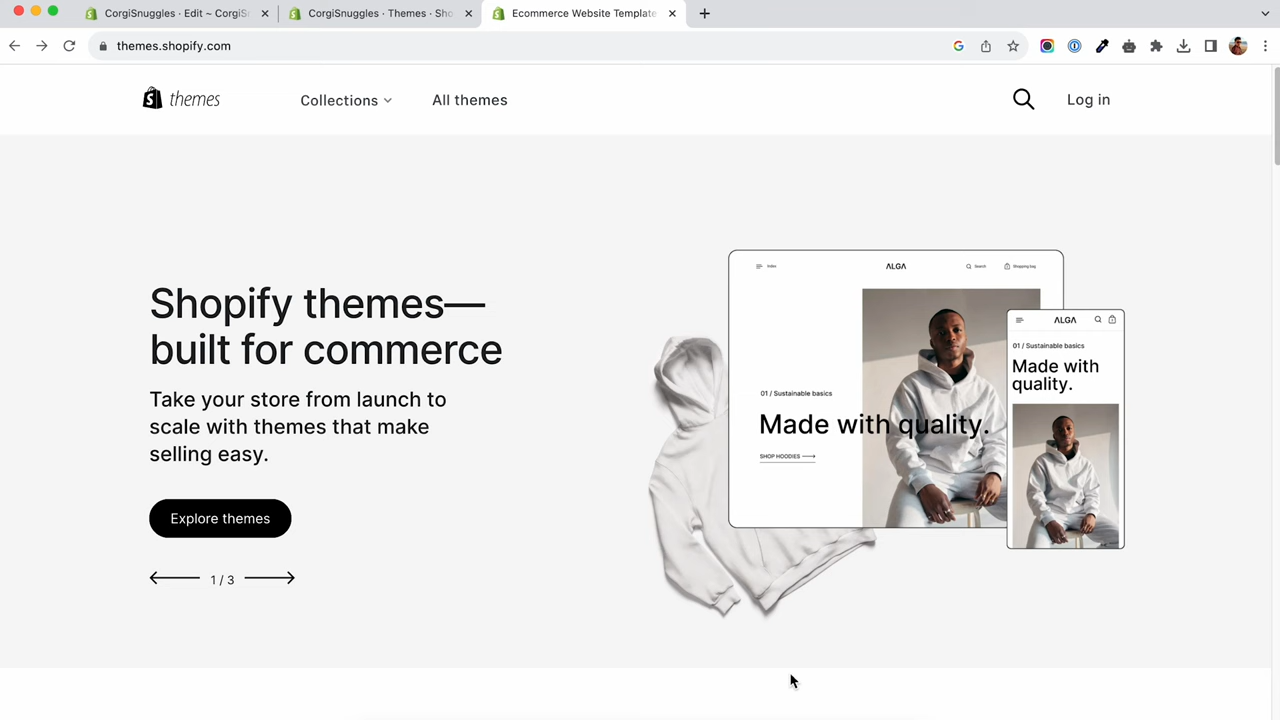 CorgiSnuggles · Edit ~ CorgiS
CorgiSnuggles · Themes · Sho
Ecommerce Website Template
themes.shopify.com
themes
Collections
All themes
Log in
Shopify themes—
built for commerce
Take your store from launch to
scale with themes that make
selling easy.
Explore themes
1 / 3
Index
ALGA
Search
Shopping bag
01 / Sustainable basics
Made with quality.
SHOP HOODIES
ALGA
01 / Sustainable basics
Made with
quality.